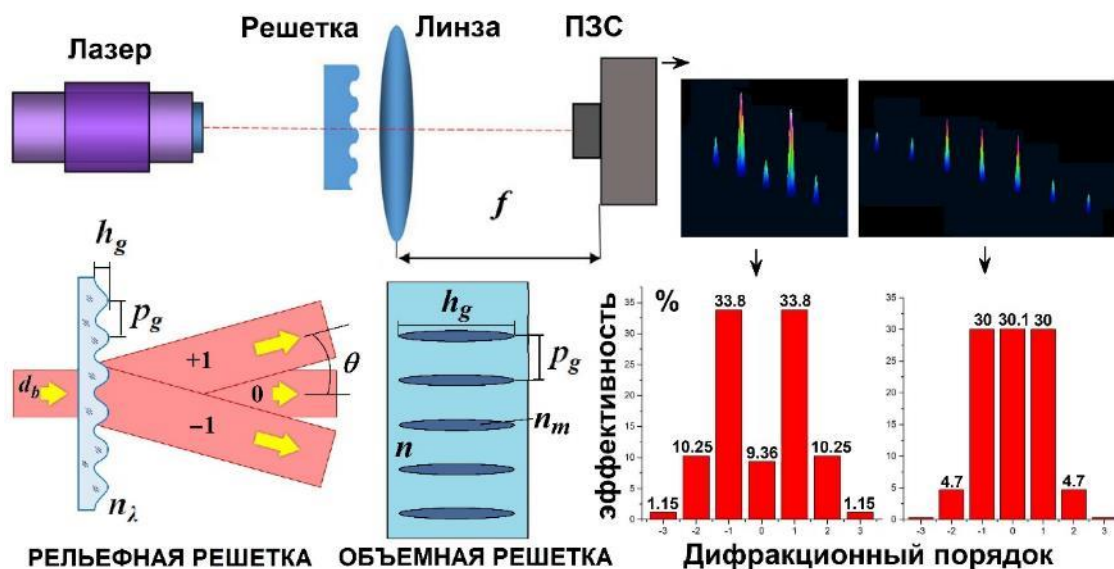 Лазер
Решетка
Линза
ПЗС
f
h_g
p_g
d_b
+1
0
−1
θ
n_λ
РЕЛЬЕФНАЯ РЕШЕТКА
h_g
p_g
n_m
n
ОБЪЕМНАЯ РЕШЕТКА
эффективность
%
35
30
25
20
15
10
5
0
1.15
10.25
33.8
9.36
33.8
10.25
1.15
-3 -2 -1 0 1 2 3
35
30
25
20
15
10
5
0
4.7
30
30.1
30
4.7
-3 -2 -1 0 1 2 3
Дифракционный порядок